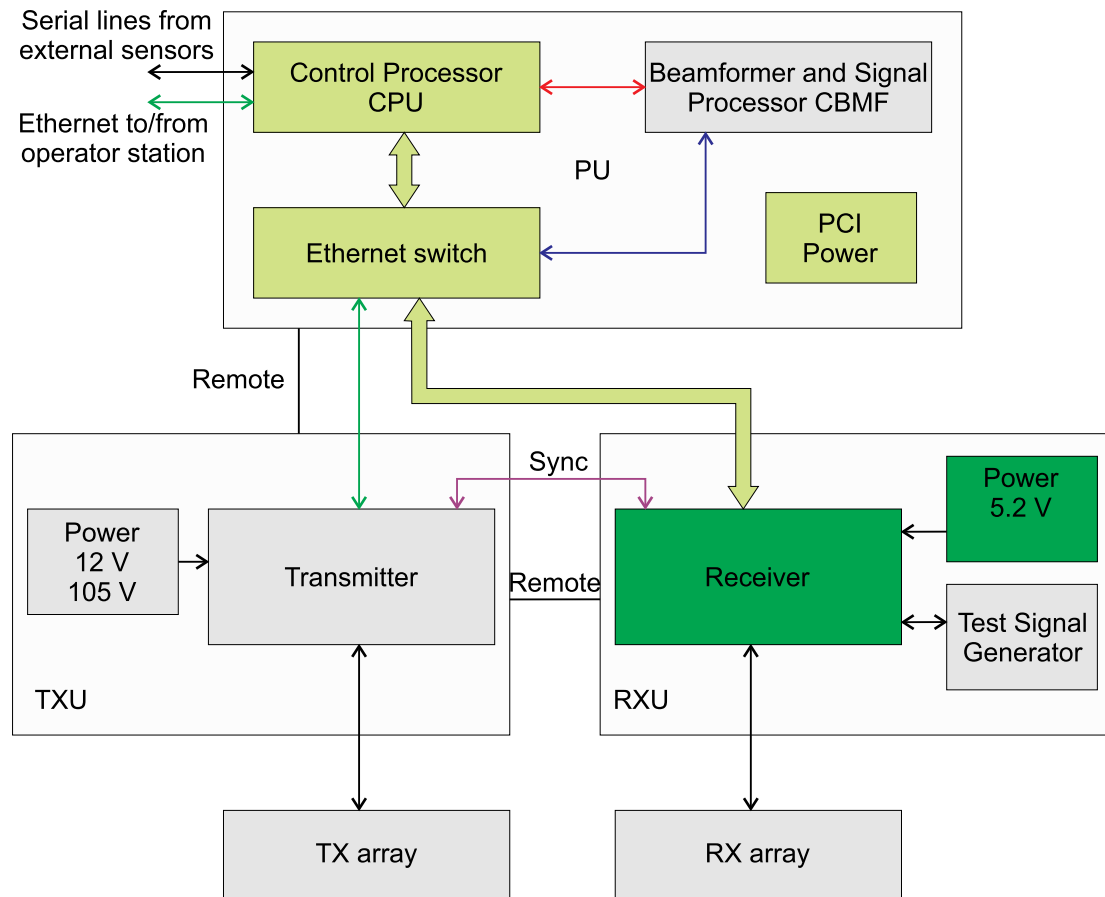 Serial lines from
external sensors
Ethernet to/from
operator station
Control Processor
CPU
Beamformer and Signal
Processor CBMF
PU
Ethernet switch
PCI
Power
Remote
Sync
Power
12 V
105 V
Transmitter
Remote
Receiver
Power
5.2 V
Test Signal
Generator
TXU
RXU
TX array
RX array